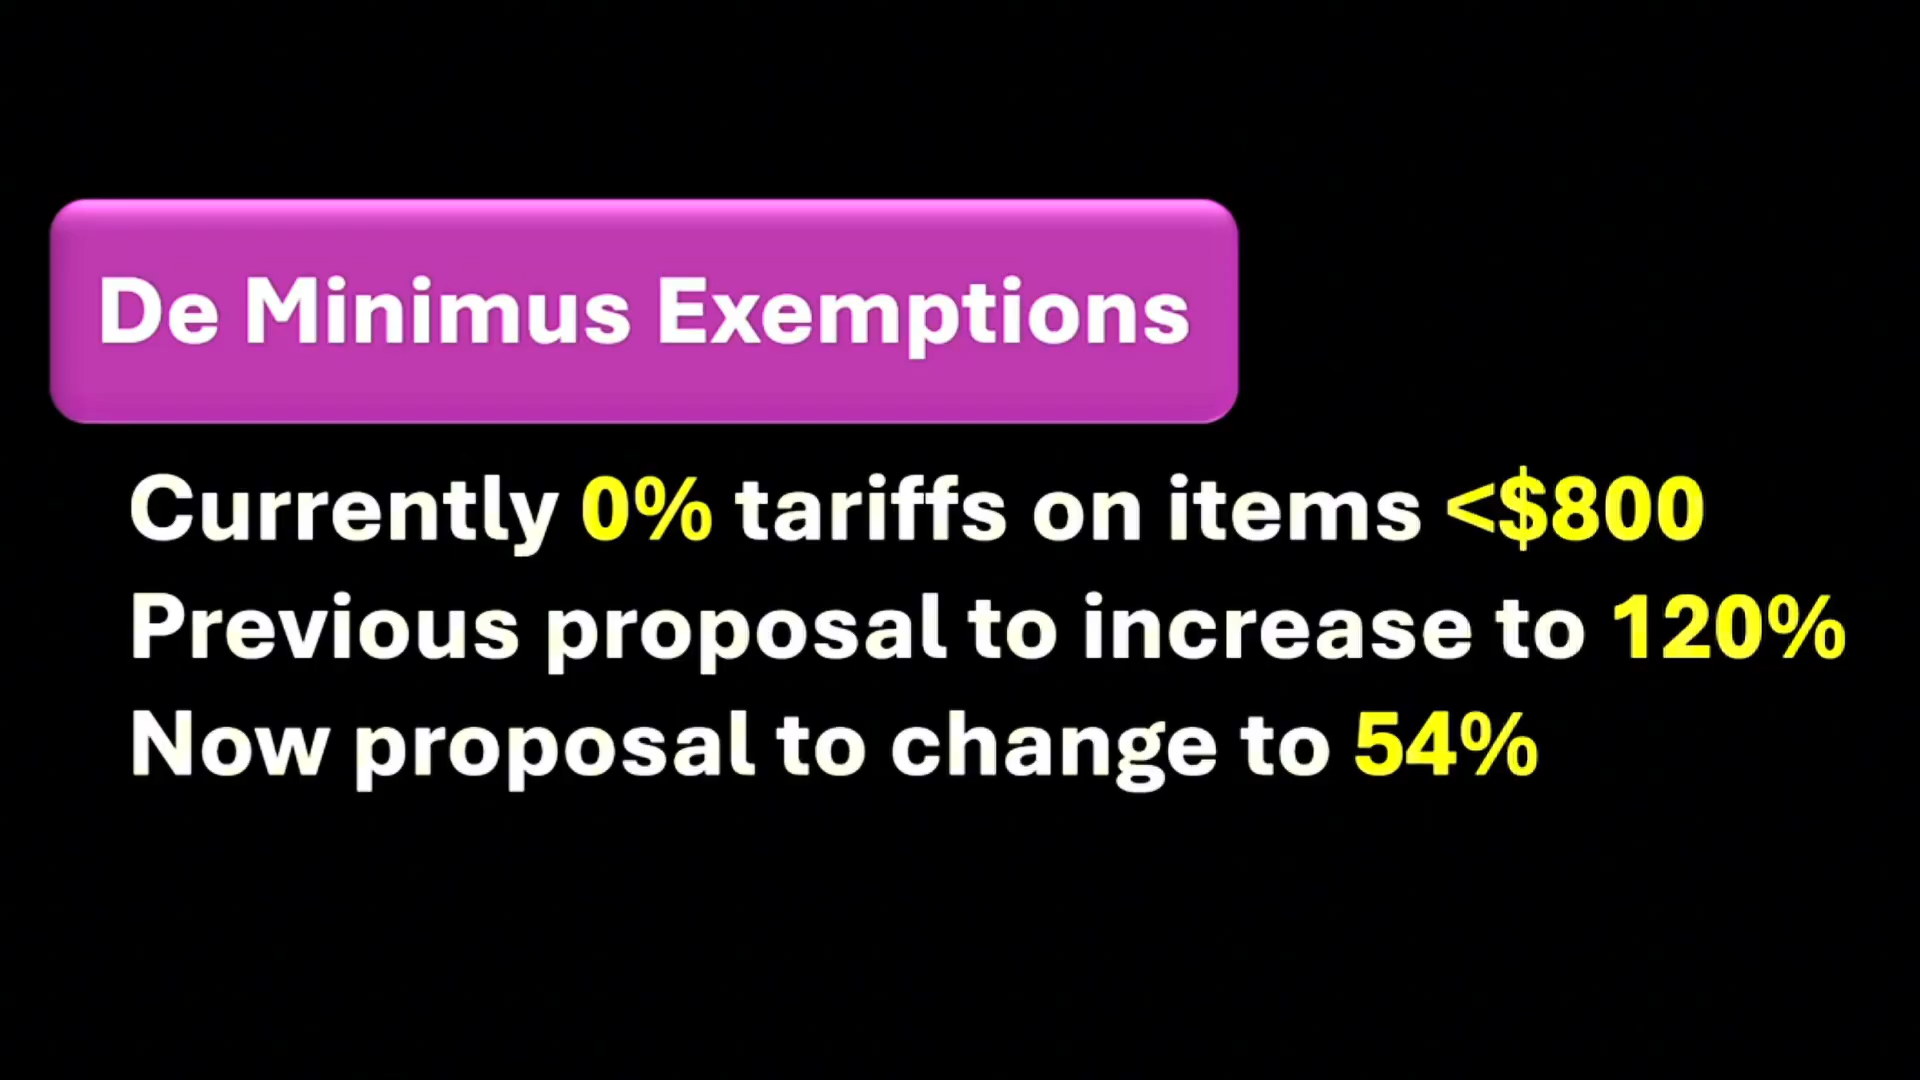 De Minimus Exemptions
Currently 0% tariffs on items <$800
Previous proposal to increase to 120%
Now proposal to change to 54%